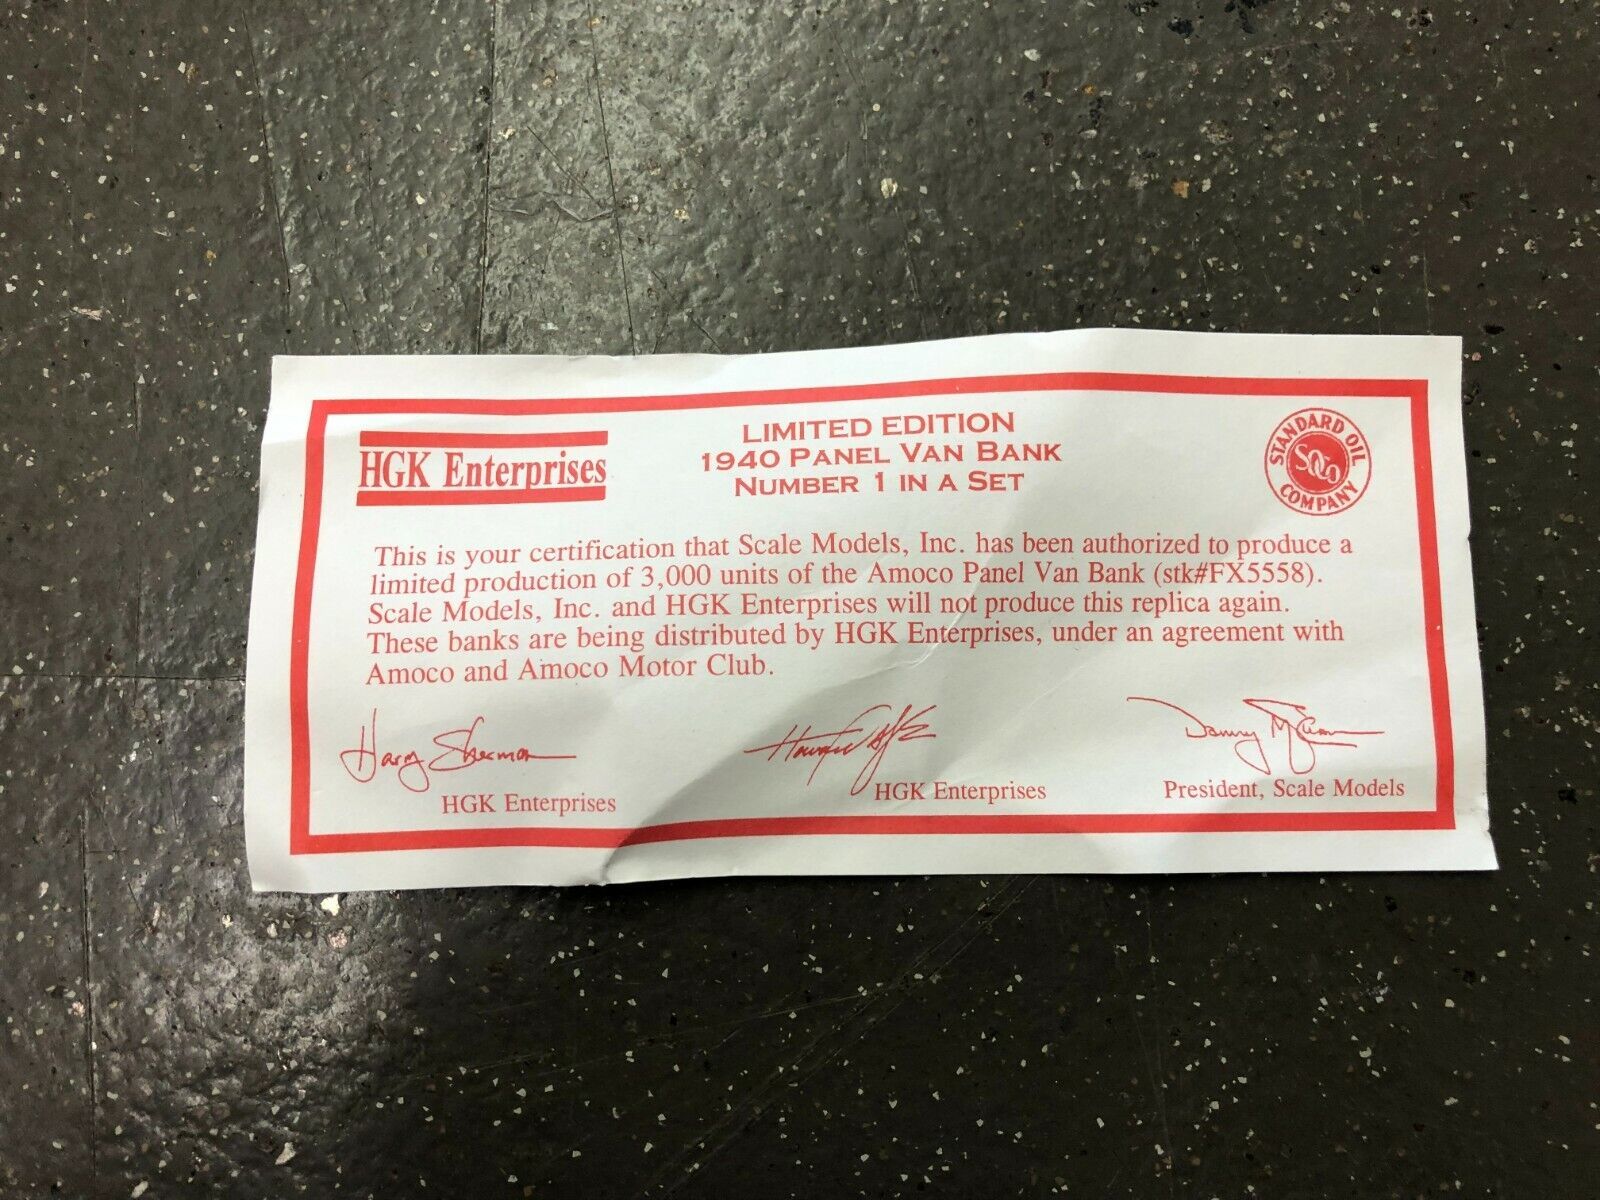 HGK Enterprises
LIMITED EDITION
1940 PANEL VAN BANK
NUMBER 1 IN A SET
STANDARD OIL
COMPANY
This is your certification that Scale Models, Inc. has been authorized to produce a
limited production of 3,000 units of the Amoco Panel Van Bank (stk#FX5558).
Scale Models, Inc. and HGK Enterprises will not produce this replica again.
These banks are being distributed by HGK Enterprises, under an agreement with
Amoco and Amoco Motor Club.
Harry Sherman
HGK Enterprises
HGK Enterprises
President, Scale Models